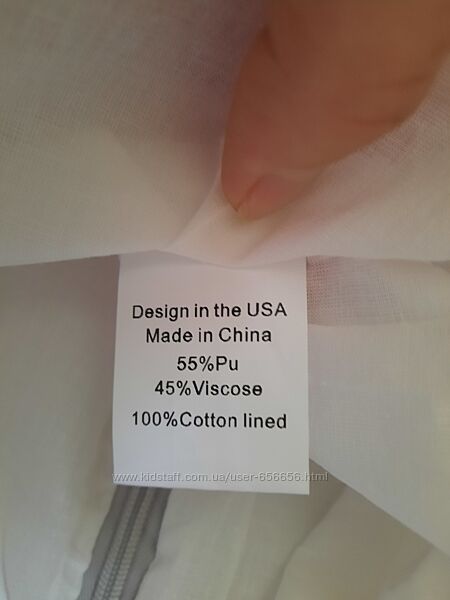 Design in the USA
Made in China
55%Pu
45%Viscose
100%Cotton lined
www.kidstaff.com.ua/user-656656.html